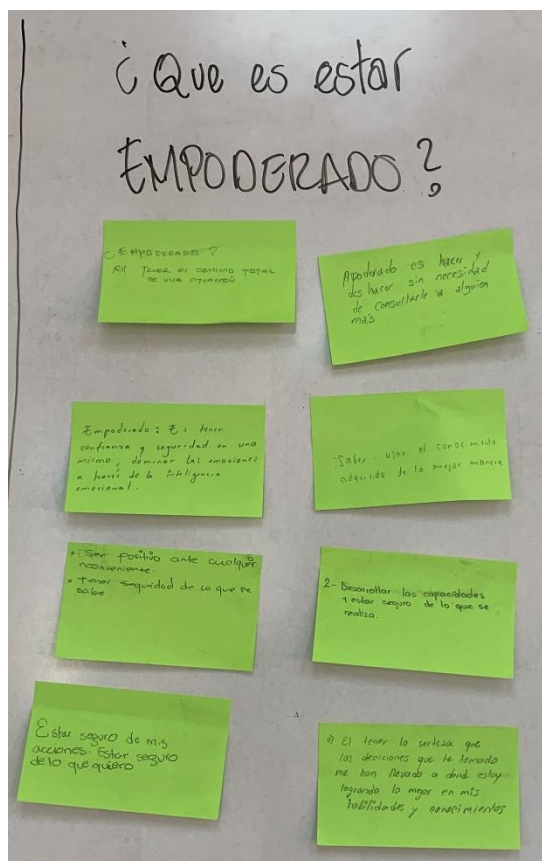 ¿Que es estar
EMPODERADO?
¿EMPODERADO?
R// TENER EL DOMINIO TOTAL
DE UNA SITUACIÓN
Apoderado es hacer y
deshacer sin necesidad
de consultarle a alguien
más
Empoderado: Es tener
confianza y seguridad en uno
mismo, dominar las emociones
a través de la inteligencia
emocional.
-Saber usar el conocimiento
adquirido de la mejor manera
• Ser Positivo ante cualquier
inconveniente.
• Tener seguridad de lo que se
sabe
2- Desarrollar las capacidades
y estar seguro de lo que se
realiza.
Estar seguro de mis
acciones. Estar seguro
de lo que quiero
El tener la serteza que
las decisiones que he tomado
me han llevado a dond estoy
logrando lo mejor en mis
habilidades y conocimientos